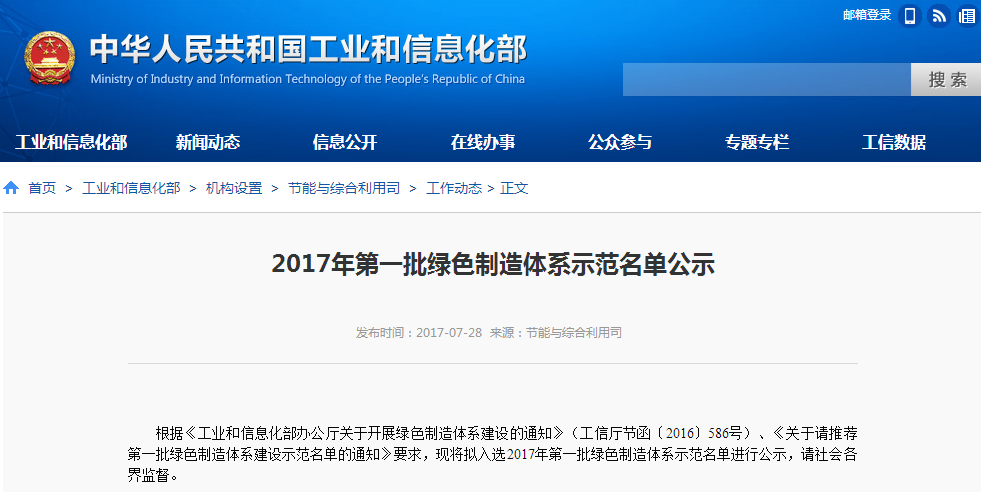 邮箱登录
中华人民共和国工业和信息化部
Ministry of Industry and Information Technology of the People's Republic of China
搜 索
工业和信息化部 新闻动态 信息公开 在线办事 公众参与 专题专栏 工信数据
首页 > 工业和信息化部 > 机构设置 > 节能与综合利用司 > 工作动态 > 正文
2017年第一批绿色制造体系示范名单公示
发布时间：2017-07-28 来源：节能与综合利用司
根据《工业和信息化部办公厅关于开展绿色制造体系建设的通知》（工信厅节函〔2016〕586号）、《关于请推荐
第一批绿色制造体系建设示范名单的通知》要求，现将拟入选2017年第一批绿色制造体系示范名单进行公示，请社会各
界监督。